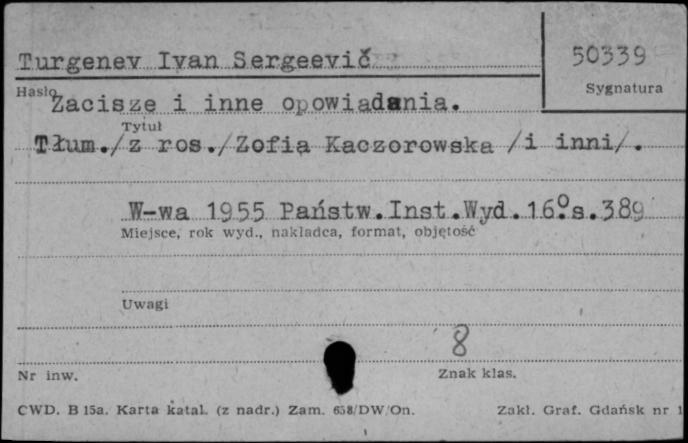 Turgenev Ivan Sergeevič
50339
Hasło
Sygnatura
Zacisze i inne opowiadania.
Tytuł
Tłum./z ros./Zofia Kaczorowska /i inni/.
W-wa 1955 Państw.Inst.Wyd.16°.s.389
Miejsce, rok wyd., nakładca, format, objętość
Uwagi
8
Nr inw.
Znak klas.
CWD. B 15a. Karta katal. (z nadr.) Zam. 658/DW/On.
Zakł. Graf. Gdańsk nr 1